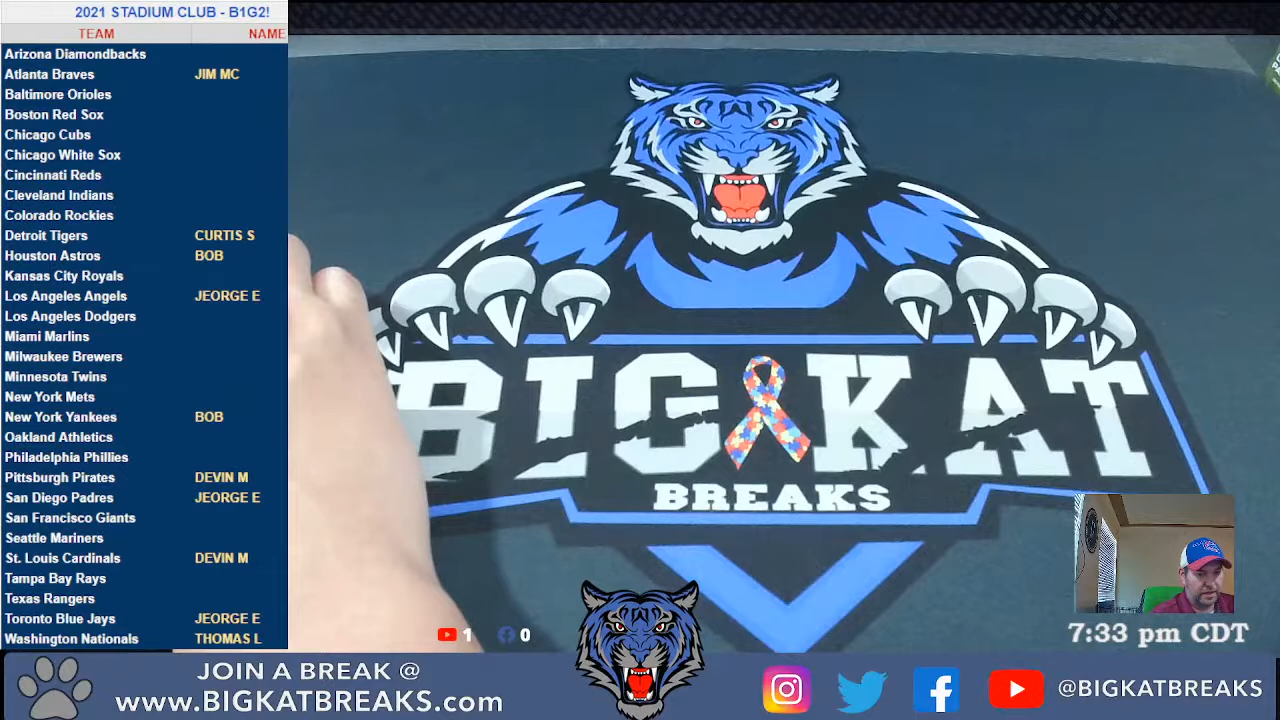 2021 STADIUM CLUB - B1G2!
TEAM NAME
Arizona Diamondbacks
Atlanta Braves JIM MC
Baltimore Orioles
Boston Red Sox
Chicago Cubs
Chicago White Sox
Cincinnati Reds
Cleveland Indians
Colorado Rockies
Detroit Tigers CURTIS S
Houston Astros BOB
Kansas City Royals
Los Angeles Angels JEORGE E
Los Angeles Dodgers
Miami Marlins
Milwaukee Brewers
Minnesota Twins
New York Mets
New York Yankees BOB
Oakland Athletics
Philadelphia Phillies
Pittsburgh Pirates DEVIN M
San Diego Padres JEORGE E
San Francisco Giants
Seattle Mariners
St. Louis Cardinals DEVIN M
Tampa Bay Rays
Texas Rangers
Toronto Blue Jays JEORGE E
Washington Nationals THOMAS L
BIG KAT
BREAKS
1 0
7:33 pm CDT
JOIN A BREAK @
www.BIGKATBREAKS.com
@BIGKATBREAKS